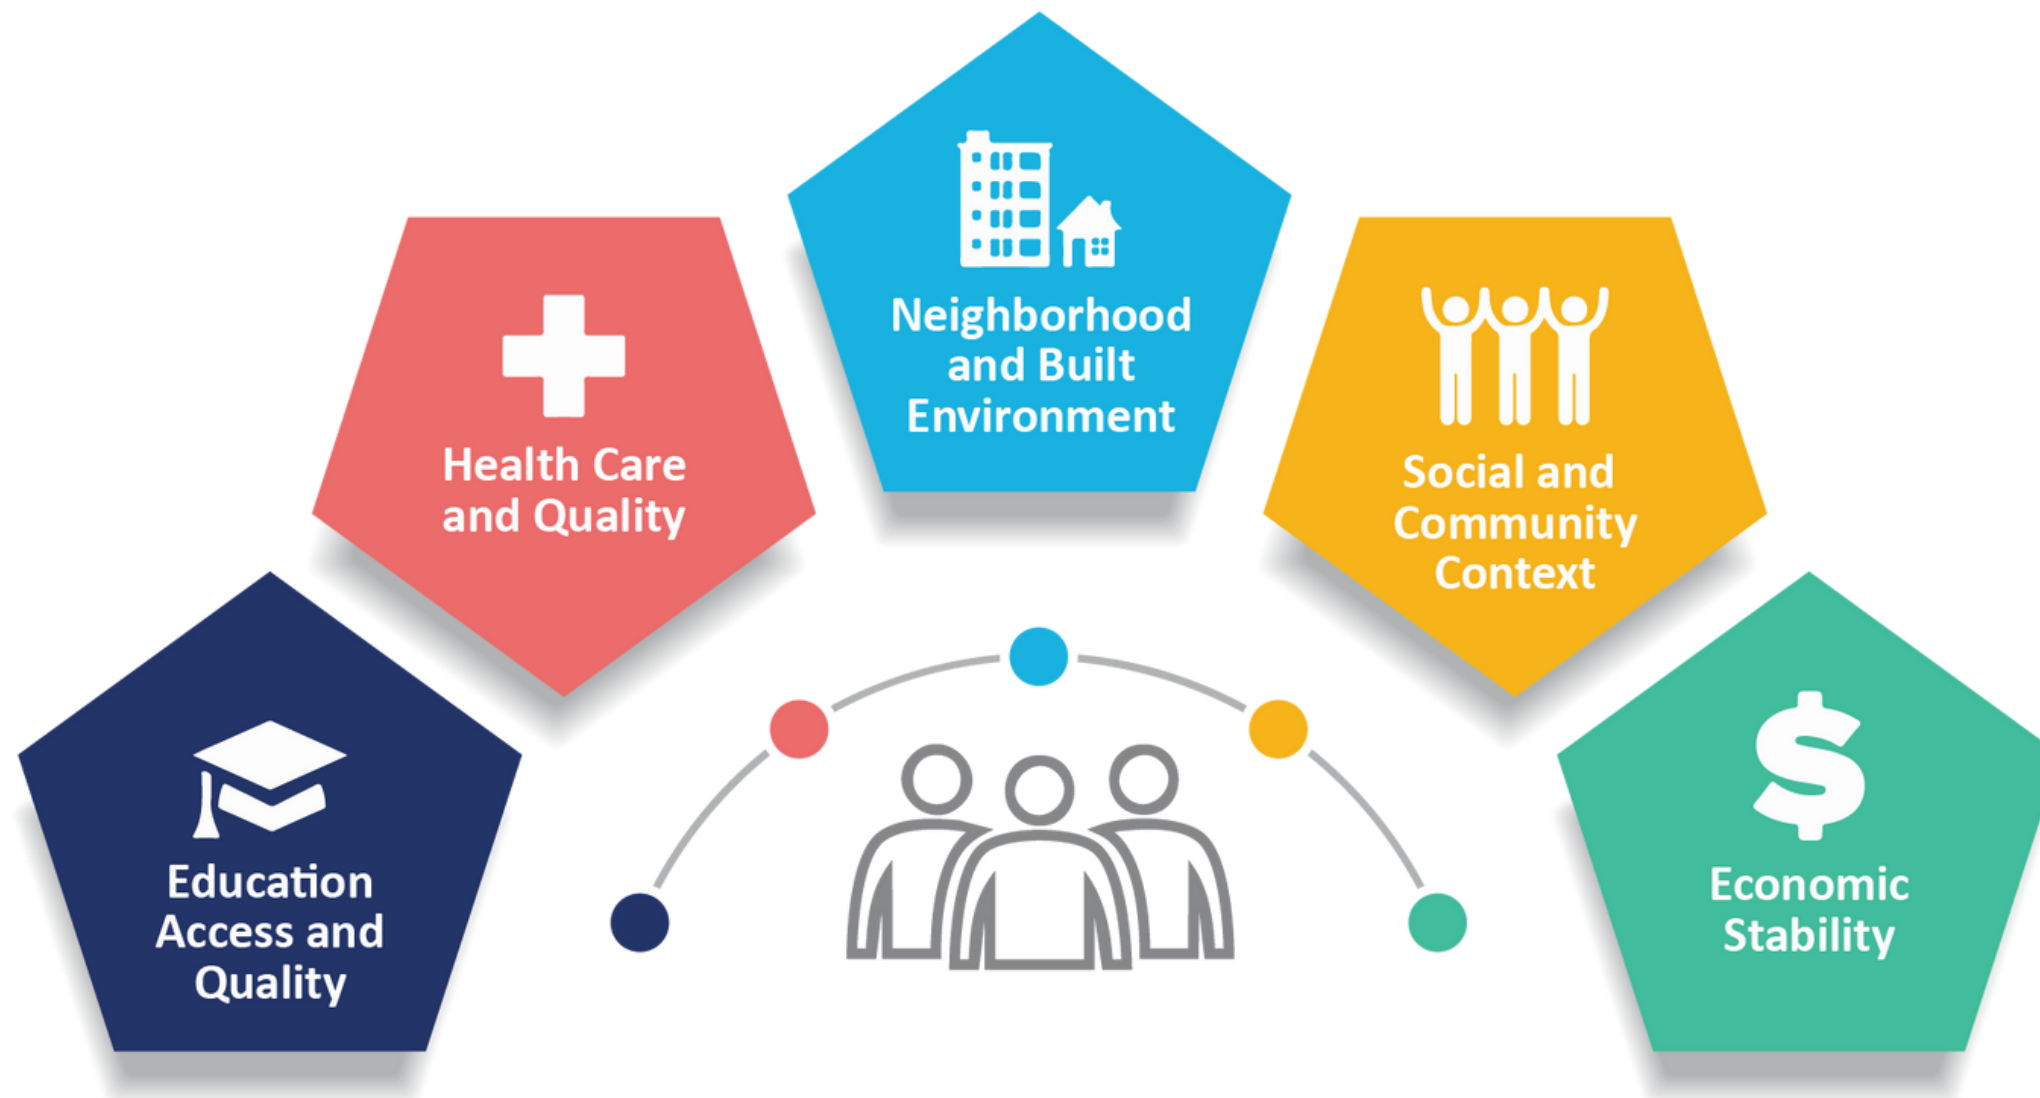 Neighborhood
and Built
Environment
Health Care
and Quality
Social and
Community
Context
Education
Access and
Quality
Economic
Stability